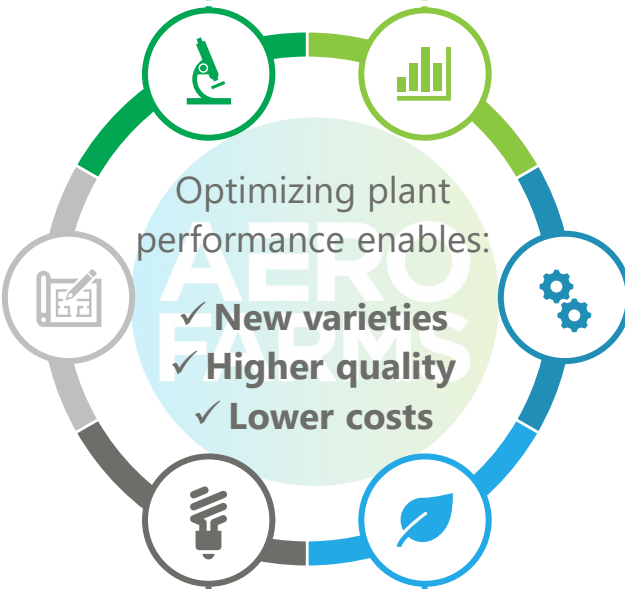 Optimizing plant
performance enables:
AERO
FARMS
✓ New varieties
✓ Higher quality
✓ Lower costs